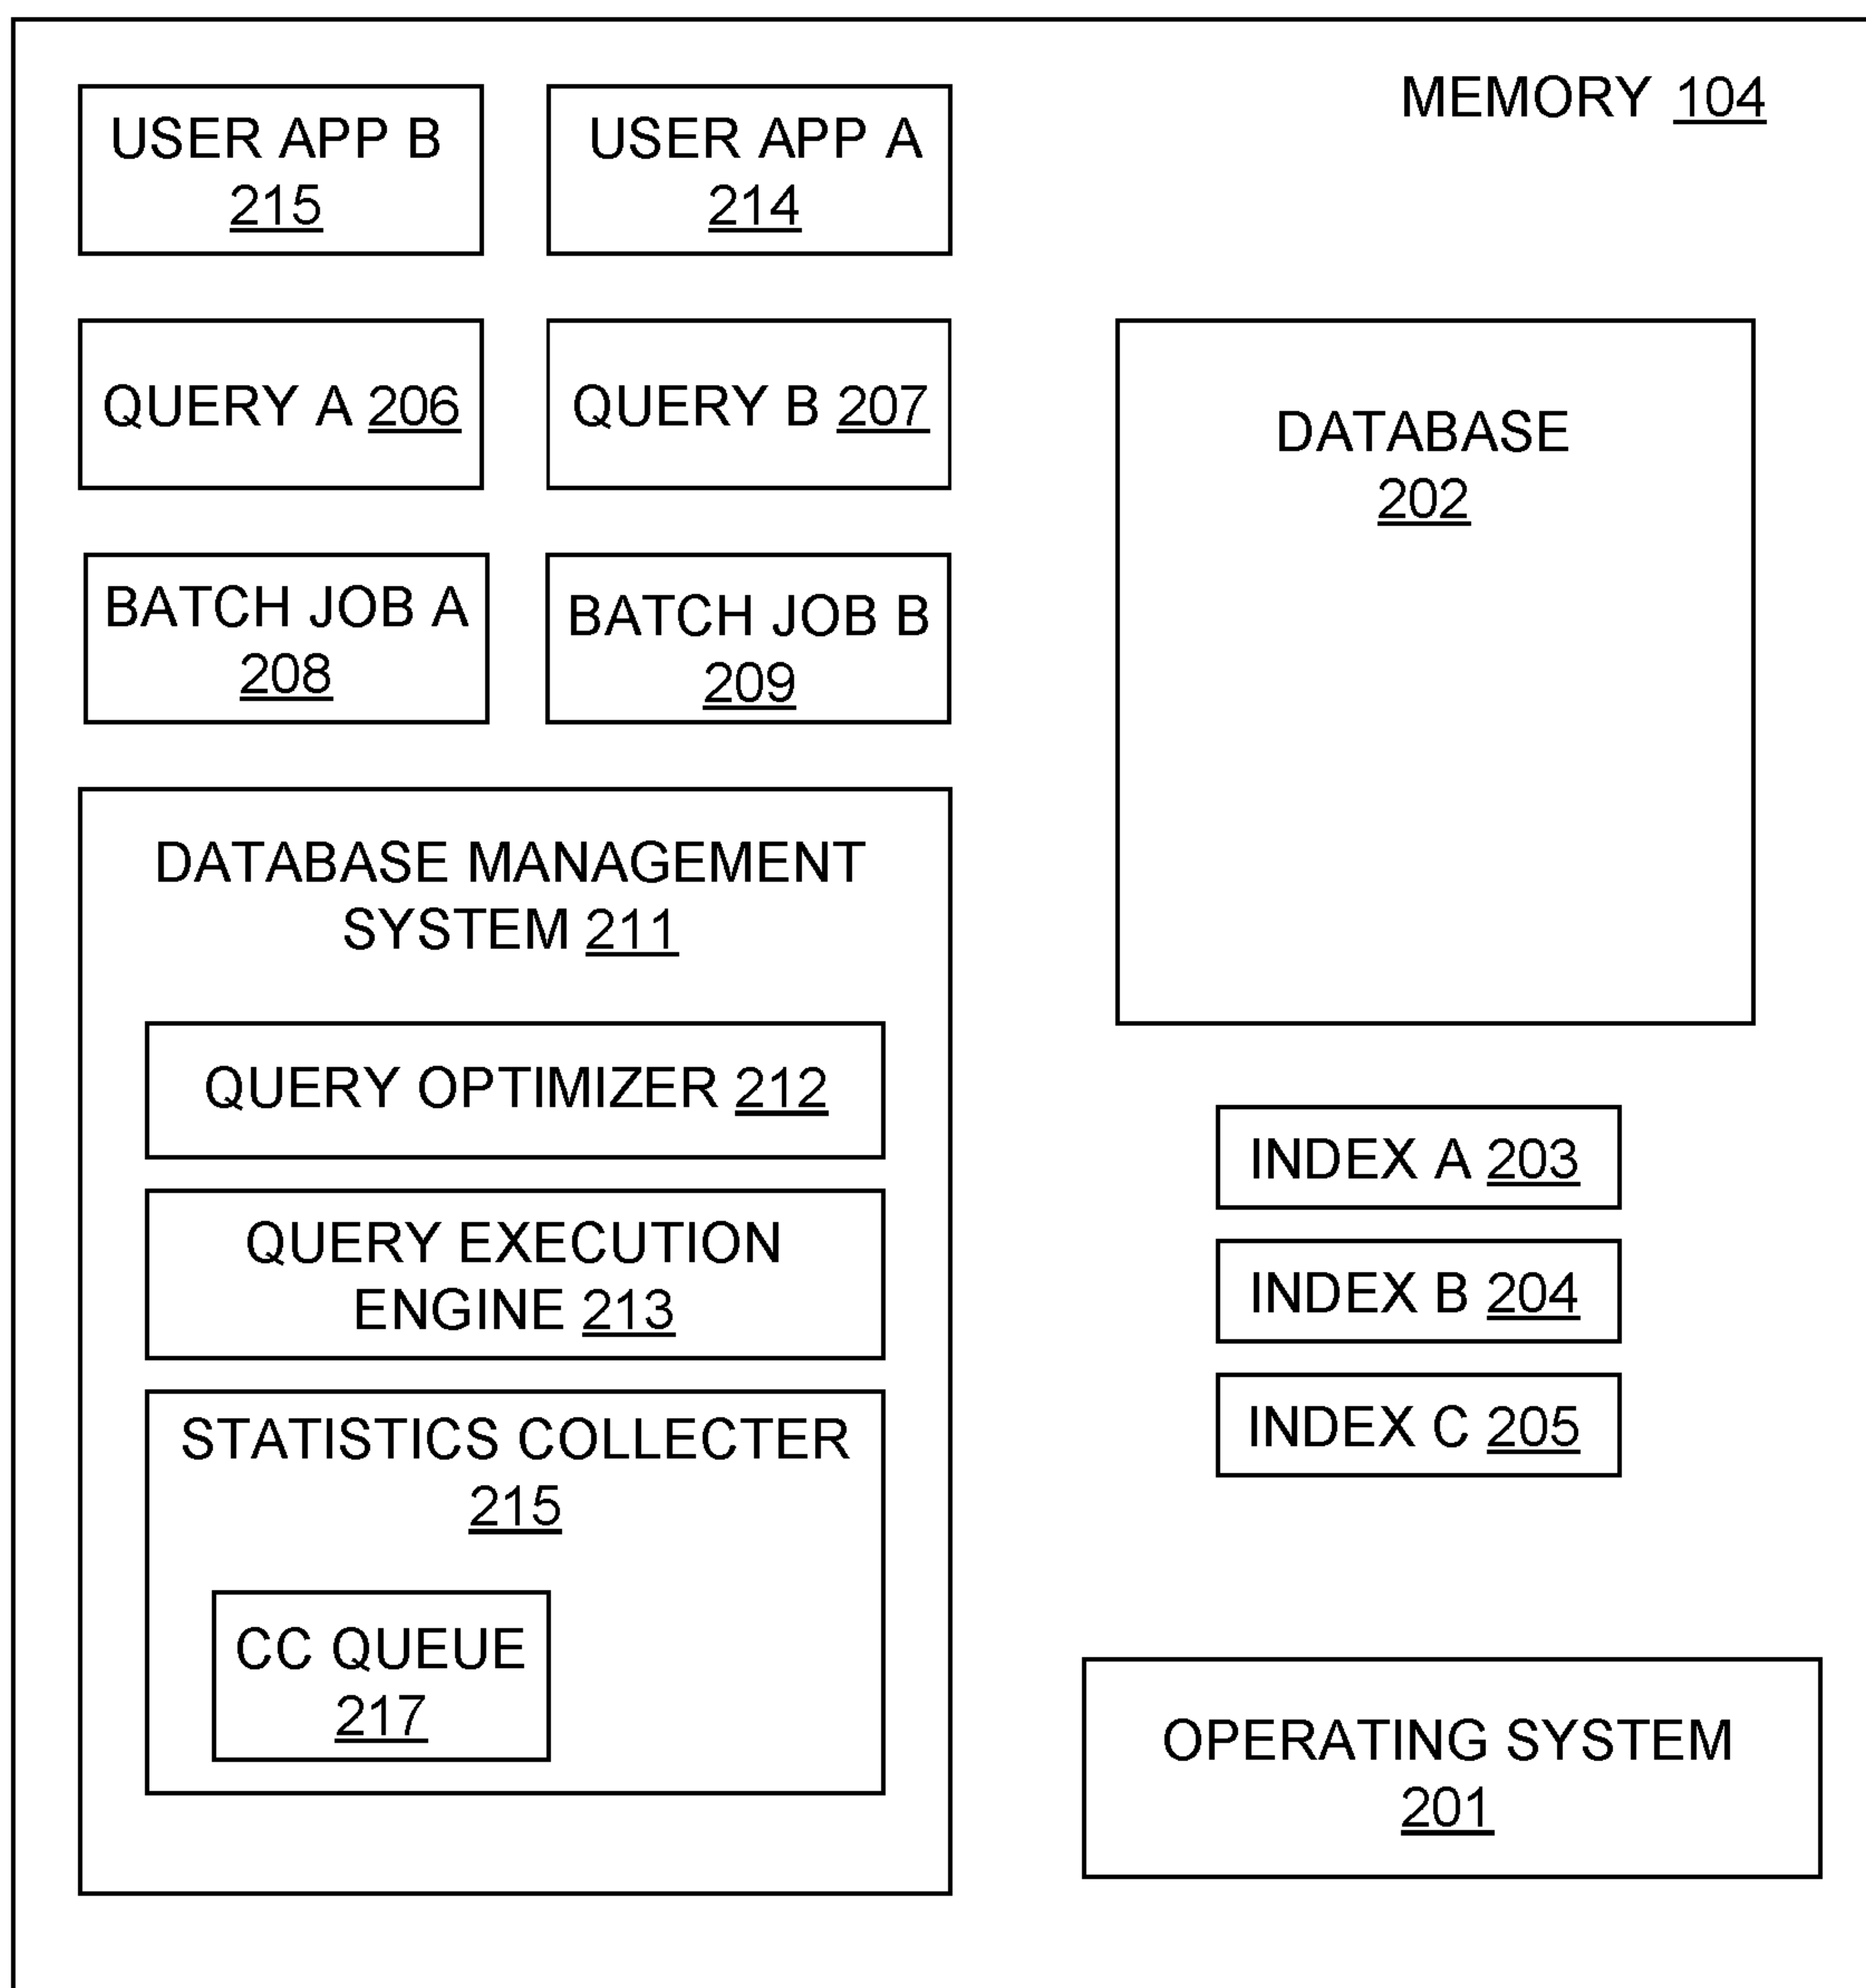 MEMORY 104
USER APP B
215
USER APP A
214
QUERY A 206
QUERY B 207
BATCH JOB A
208
BATCH JOB B
209
DATABASE MANAGEMENT
SYSTEM 211
QUERY OPTIMIZER 212
QUERY EXECUTION
ENGINE 213
STATISTICS COLLECTER
215
CC QUEUE
217
DATABASE
202
INDEX A 203
INDEX B 204
INDEX C 205
OPERATING SYSTEM
201